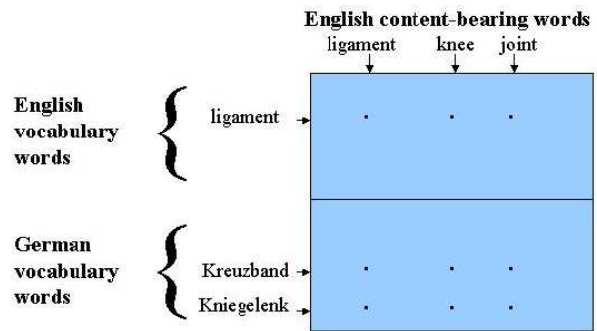 English content-bearing words
ligament knee joint
English
vocabulary
words
ligament
German
vocabulary
words
Kreuzband
Kniegelenk